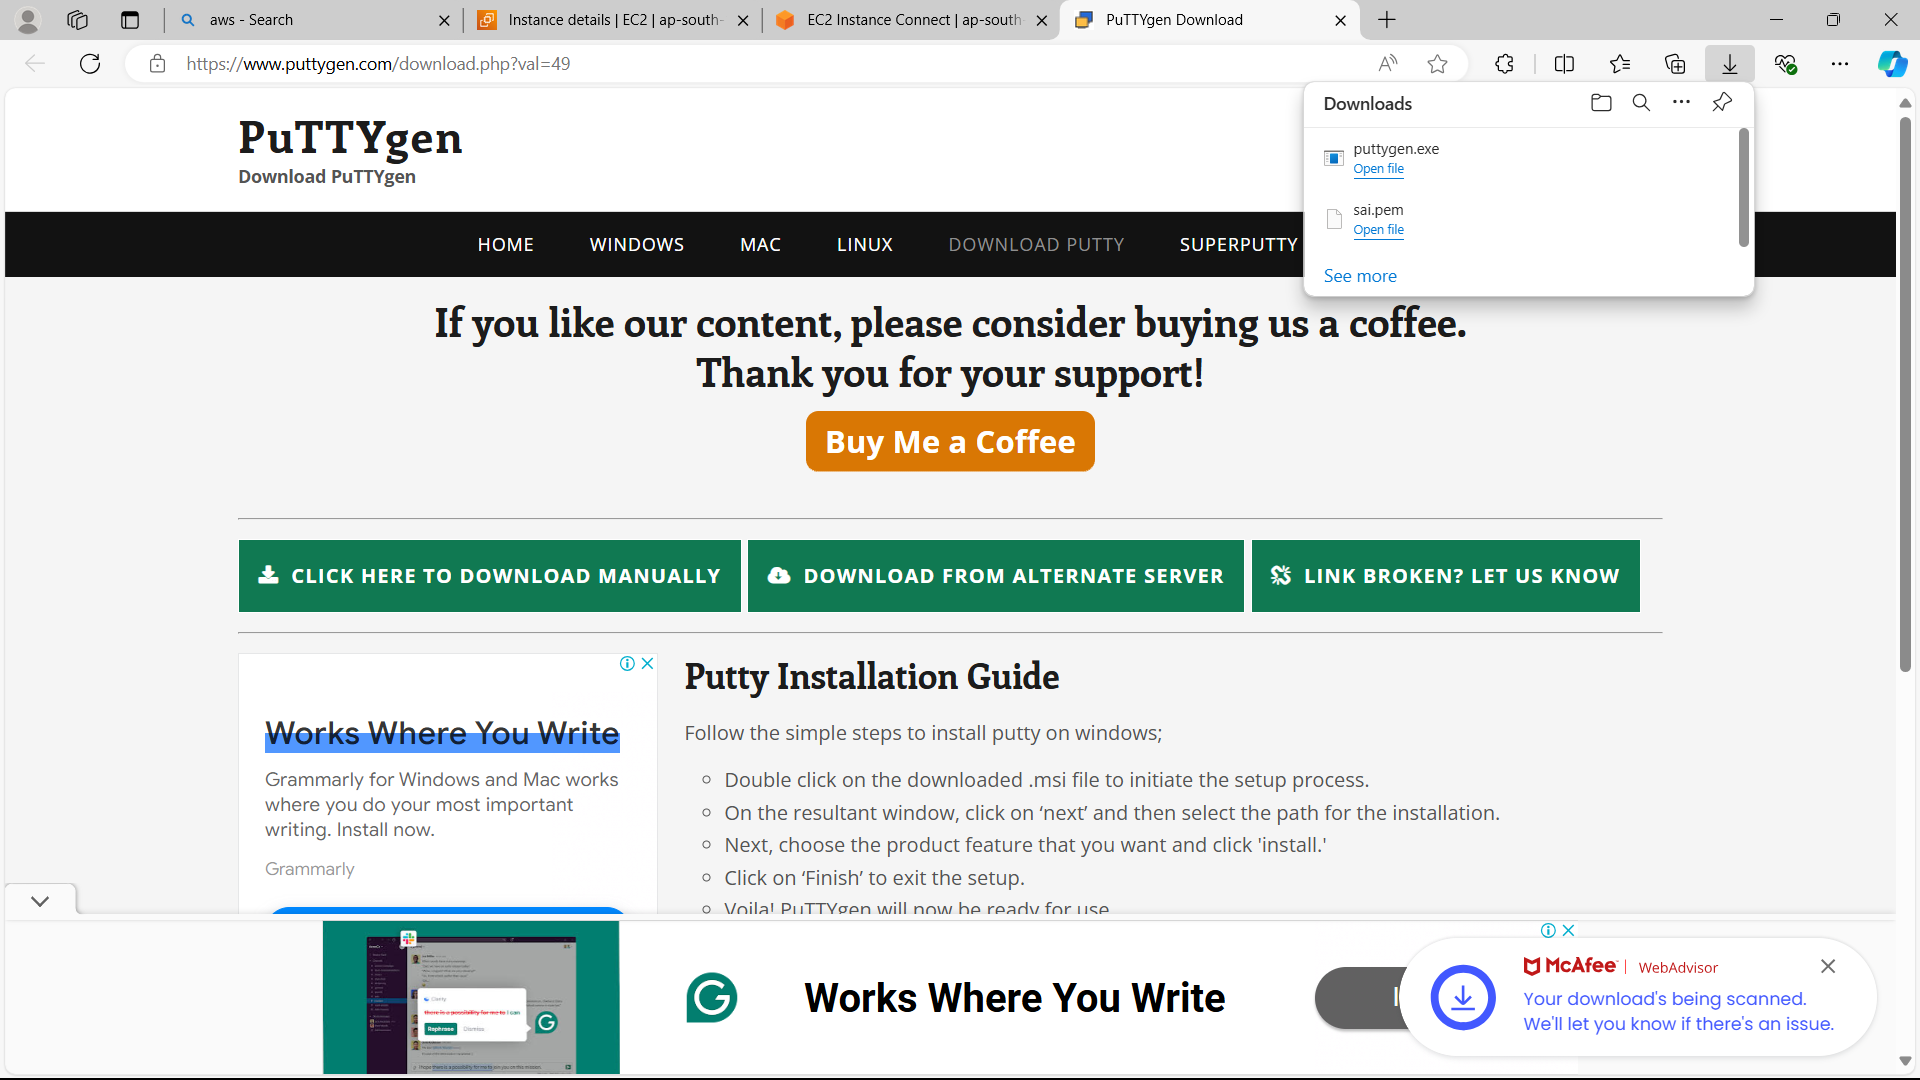 aws - Search
Instance details | EC2 | ap-south-
EC2 Instance Connect | ap-south-
PuTTYgen Download
https://www.puttygen.com/download.php?val=49
Downloads
puttygen.exe
Open file
sai.pem
Open file
See more
PuTTYgen
Download PuTTYgen
HOME
WINDOWS
MAC
LINUX
DOWNLOAD PUTTY
SUPERPUTTY
If you like our content, please consider buying us a coffee.
Thank you for your support!
Buy Me a Coffee
CLICK HERE TO DOWNLOAD MANUALLY
DOWNLOAD FROM ALTERNATE SERVER
LINK BROKEN? LET US KNOW
Works Where You Write
Grammarly for Windows and Mac works
where you do your most important
writing. Install now.
Grammarly
Putty Installation Guide
Follow the simple steps to install putty on windows;
Double click on the downloaded .msi file to initiate the setup process.
On the resultant window, click on ‘next’ and then select the path for the installation.
Next, choose the product feature that you want and click 'install.'
Click on ‘Finish’ to exit the setup.
Voila! PuTTYgen will now be ready for use
there is a possibility for me to I can
Rephrase
Dismiss
Works Where You Write
McAfee | WebAdvisor
Your download's being scanned.
We'll let you know if there's an issue.